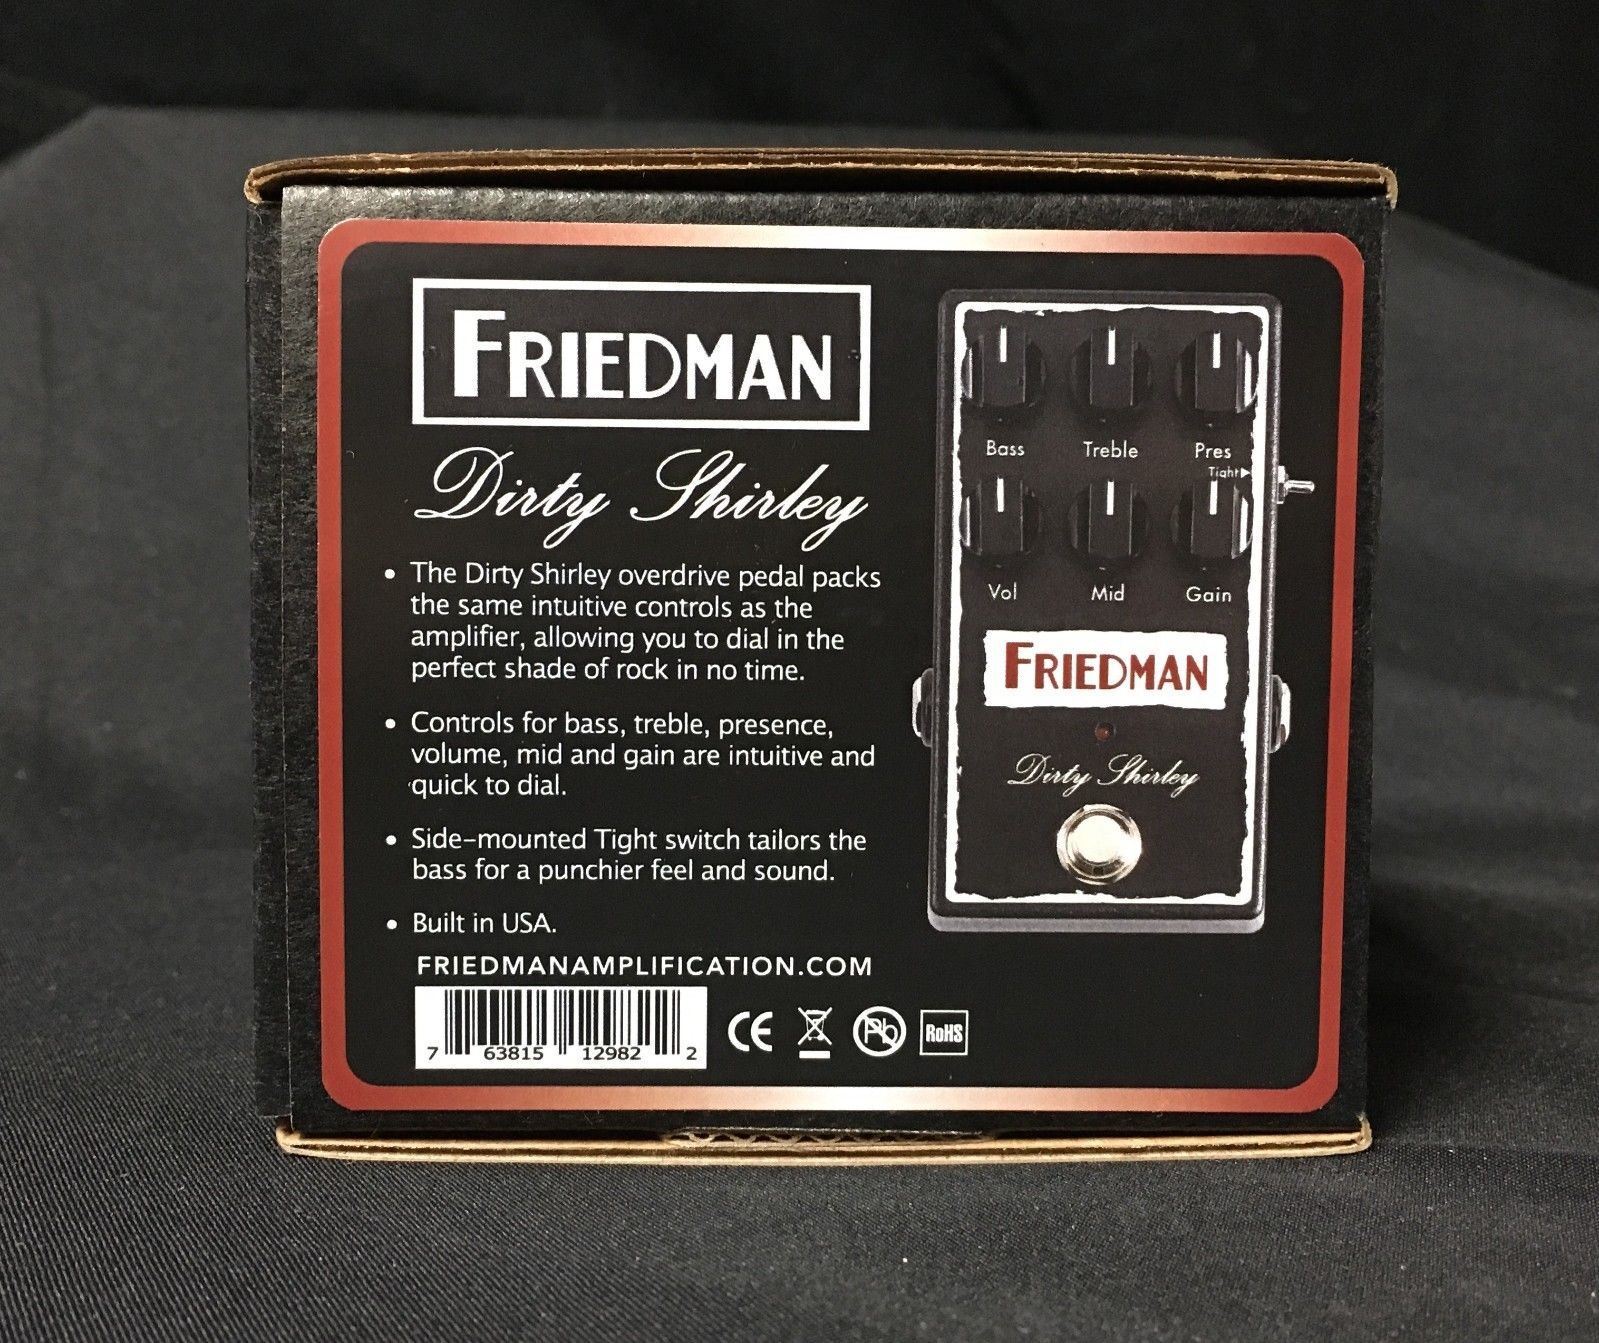 FRIEDMAN
Dirty Shirley
• The Dirty Shirley overdrive pedal packs
the same intuitive controls as the
amplifier, allowing you to dial in the
perfect shade of rock in no time.
• Controls for bass, treble, presence,
volume, mid and gain are intuitive and
quick to dial.
• Side-mounted Tight switch tailors the
bass for a punchier feel and sound.
• Built in USA.
FRIEDMANAMPLIFICATION.COM
7 63815 12982 2
CE Pb RoHS
Bass Treble Pres
Tight▶
Vol Mid Gain
FRIEDMAN
Dirty Shirley